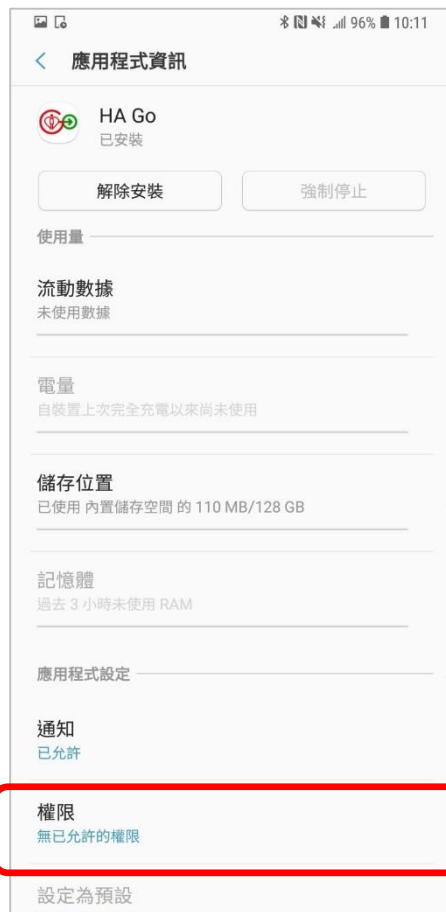 96% 10:11
應用程式資訊
HA Go
已安裝
解除安裝
強制停止
使用量
流動數據
未使用數據
電量
自裝置上次完全充電以來尚未使用
儲存位置
已使用 內置儲存空間 的 110 MB/128 GB
記憶體
過去 3 小時未使用 RAM
應用程式設定
通知
已允許
權限
無已允許的權限
設定為預設